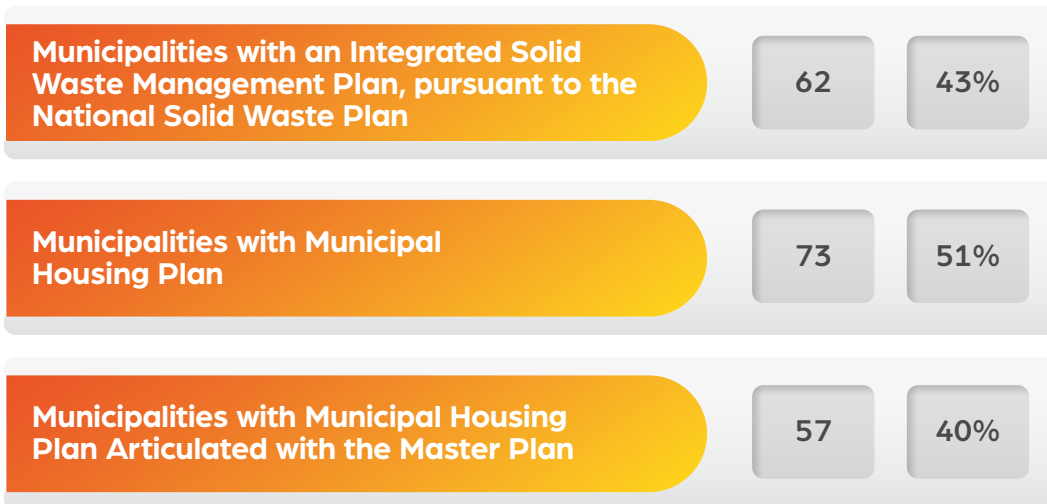 Municipalities with an Integrated Solid
Waste Management Plan, pursuant to the
National Solid Waste Plan
62 43%
Municipalities with Municipal
Housing Plan
73 51%
Municipalities with Municipal Housing
Plan Articulated with the Master Plan
57 40%